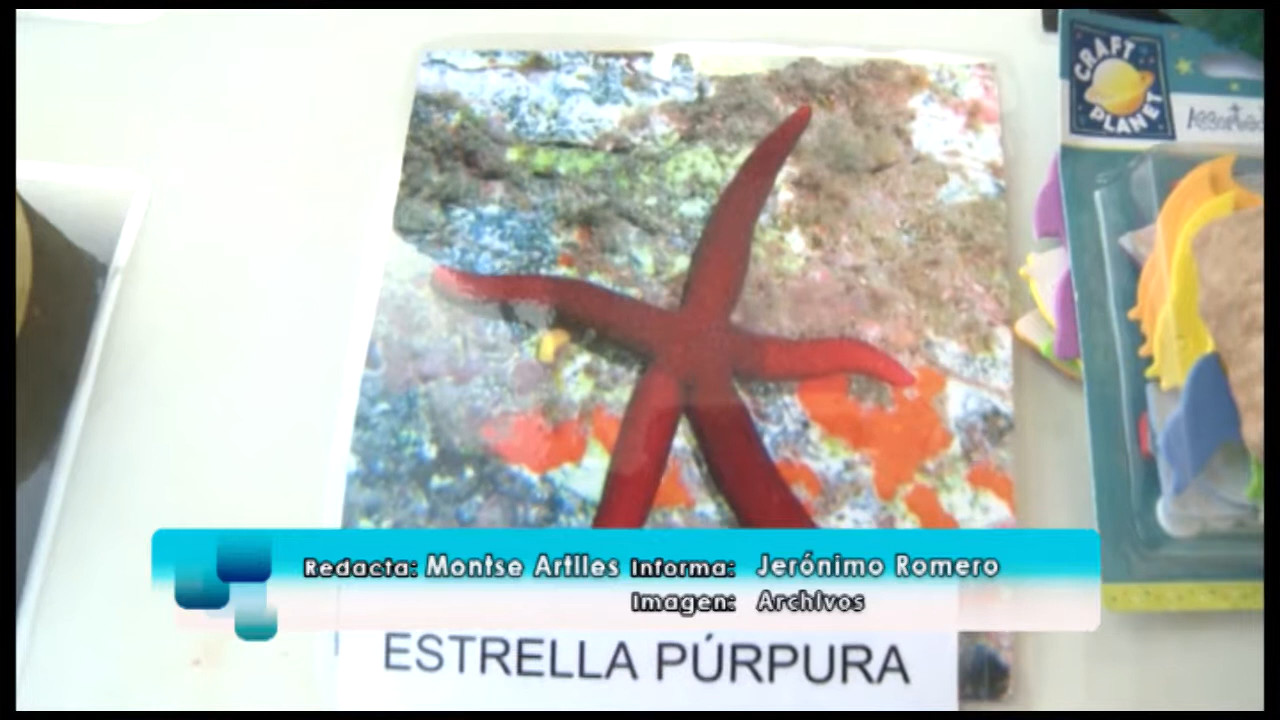 CRAFT
PLANET
Redacta: Montse Artiles Informa: Jerónimo Romero
Imagen: Archivos
ESTRELLA PÚRPURA